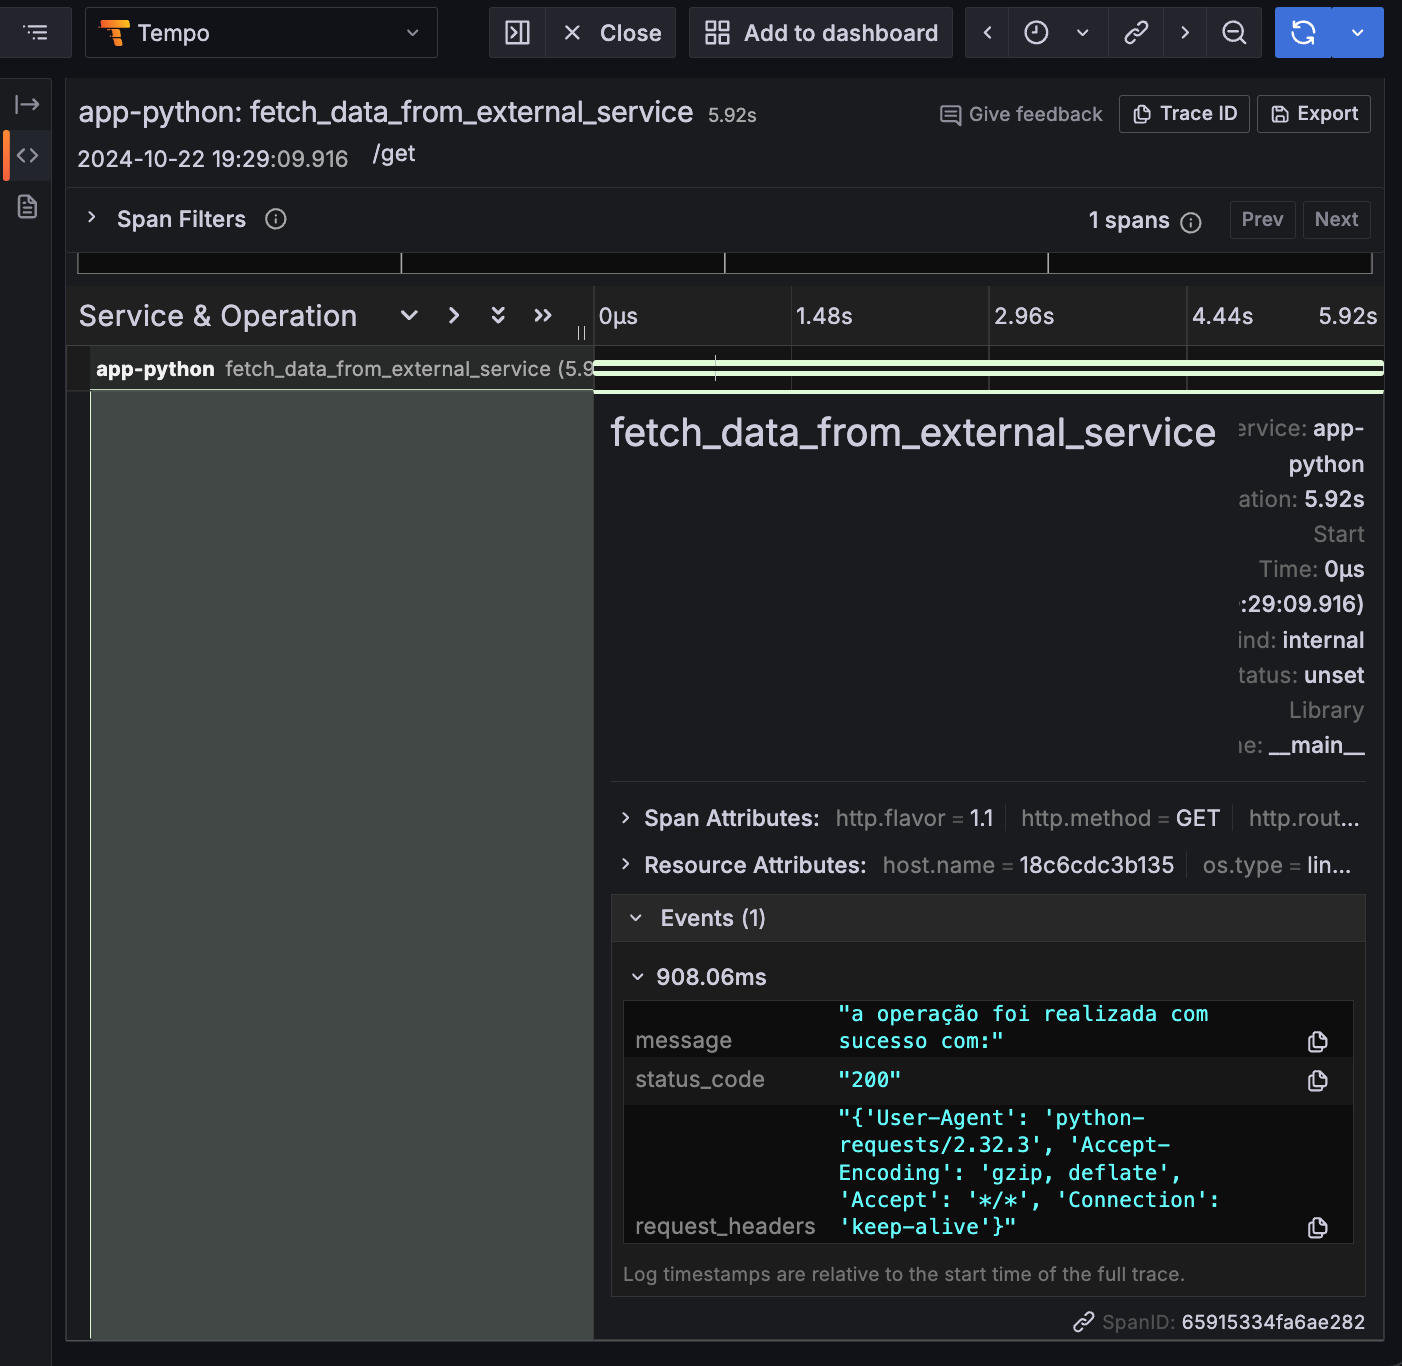 Tempo
Close
Add to dashboard
app-python: fetch_data_from_external_service 5.92s
Give feedback
Trace ID
Export
2024-10-22 19:29:09.916 /get
Span Filters
1 spans
Prev
Next
Service & Operation
0μs
1.48s
2.96s
4.44s
5.92s
app-python fetch_data_from_external_service (5.9
fetch_data_from_external_service
ervice: app-
python
ation: 5.92s
Start
Time: 0μs
:29:09.916)
ind: internal
tatus: unset
Library
e: __main__
Span Attributes: http.flavor = 1.1 http.method = GET http.rout...
Resource Attributes: host.name = 18c6cdc3b135 os.type = lin...
Events (1)
908.06ms
message
"a operação foi realizada com
sucesso com:"
status_code
"200"
request_headers
"{'User-Agent': 'python-
requests/2.32.3', 'Accept-
Encoding': 'gzip, deflate',
'Accept': '*/*', 'Connection':
'keep-alive'}"
Log timestamps are relative to the start time of the full trace.
SpanID: 65915334fa6ae282